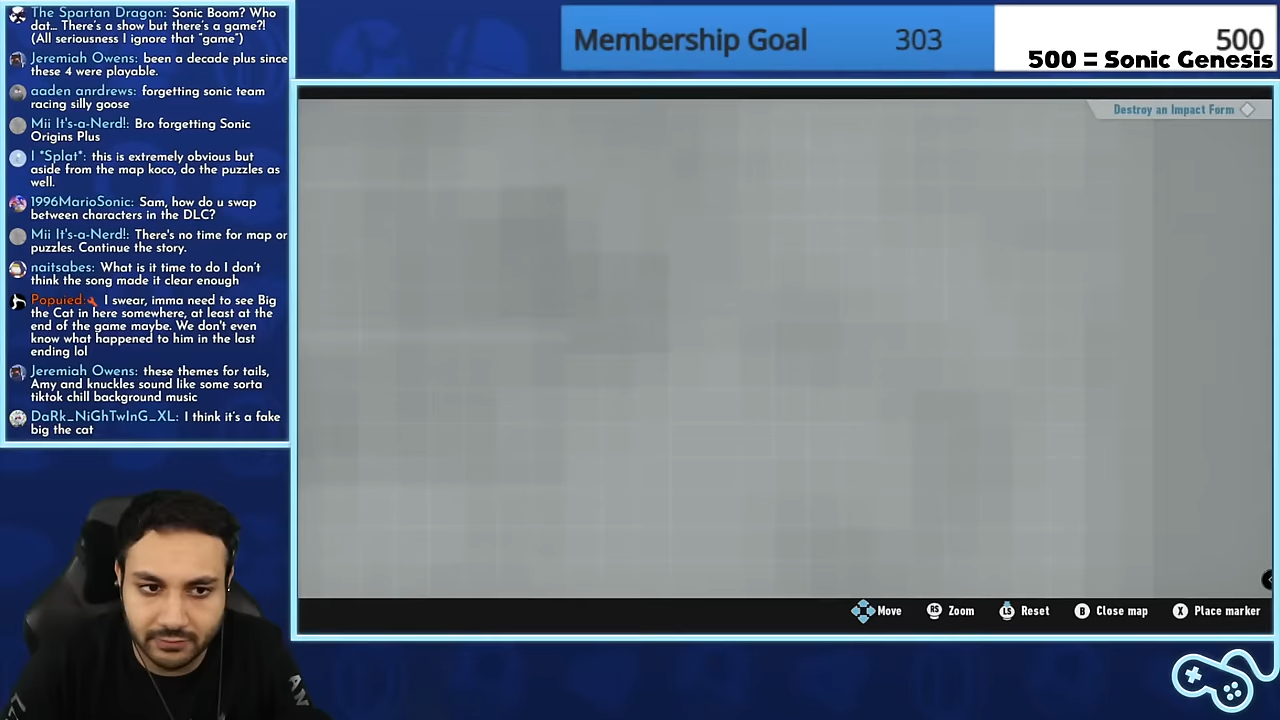 The Spartan Dragon: Sonic Boom? Who
dat... There's a show but there's a game?!
(All seriousness I ignore that "game")
Jeremiah Owens: been a decade plus since
these 4 were playable.
aaden anrdrews: forgetting sonic team
racing silly goose
Mii It's-a-Nerd!: Bro forgetting Sonic
Origins Plus
I *Splat*: this is extremely obvious but
aside from the map koco, do the puzzles as
well.
1996MarioSonic: Sam, how do u swap
between characters in the DLC?
Mii It's-a-Nerd!: There's no time for map or
puzzles. Continue the story.
naitsabes: What is it time to do I don't
think the song made it clear enough
Popuied: I swear, imma need to see Big
the Cat in here somewhere, at least at the
end of the game maybe. We don't even
know what happened to him in the last
ending lol
Jeremiah Owens: these themes for tails,
Amy and knuckles sound like some sorta
tiktok chill background music
DaRk_NiGhTwInG_XL: I think it's a fake
big the cat
Membership Goal 303 500
500 = Sonic Genesis
Destroy an Impact Form
Move RS Zoom LS Reset B Close map X Place marker
AN